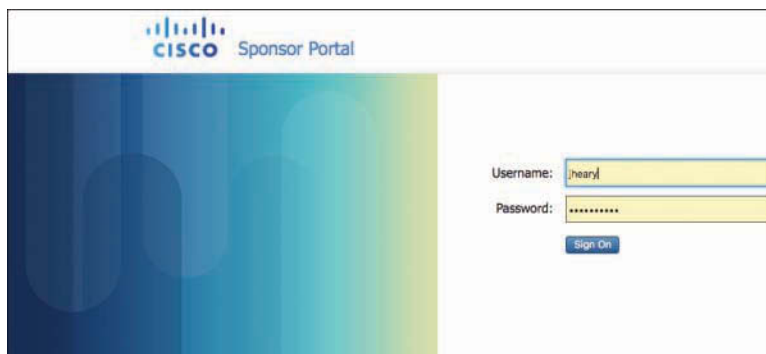 CISCO Sponsor Portal
Username: jheary
Password: ••••••••••
Sign On